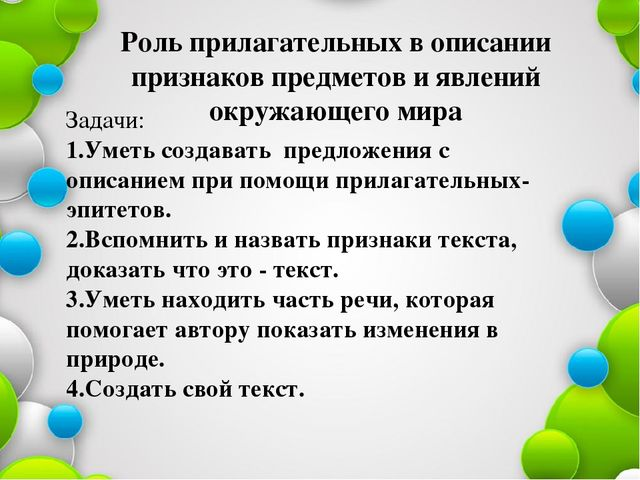 Роль прилагательных в описании
признаков предметов и явлений
окружающего мира
Задачи:
1.Уметь создавать  предложения с
описанием при помощи прилагательных-
эпитетов.
2.Вспомнить и назвать признаки текста,
доказать что это - текст.
3.Уметь находить часть речи, которая
помогает автору показать изменения в
природе.
4.Создать свой текст.